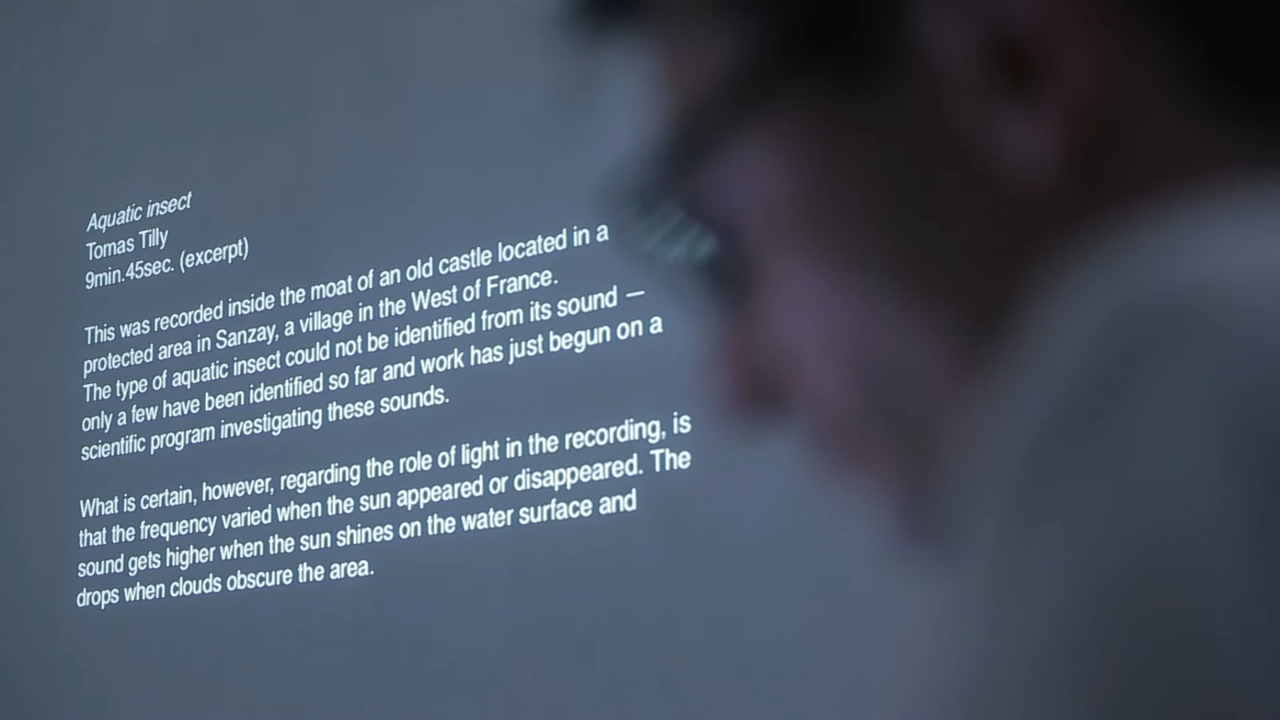 Aquatic insect
Tomas Tilly
9min.45sec. (excerpt)
This was recorded inside the moat of an old castle located in a
protected area in Sanzay, a village in the West of France.
The type of aquatic insect could not be identified from its sound —
only a few have been identified so far and work has just begun on a
scientific program investigating these sounds.
What is certain, however, regarding the role of light in the recording, is
that the frequency varied when the sun appeared or disappeared. The
sound gets higher when the sun shines on the water surface and
drops when clouds obscure the area.